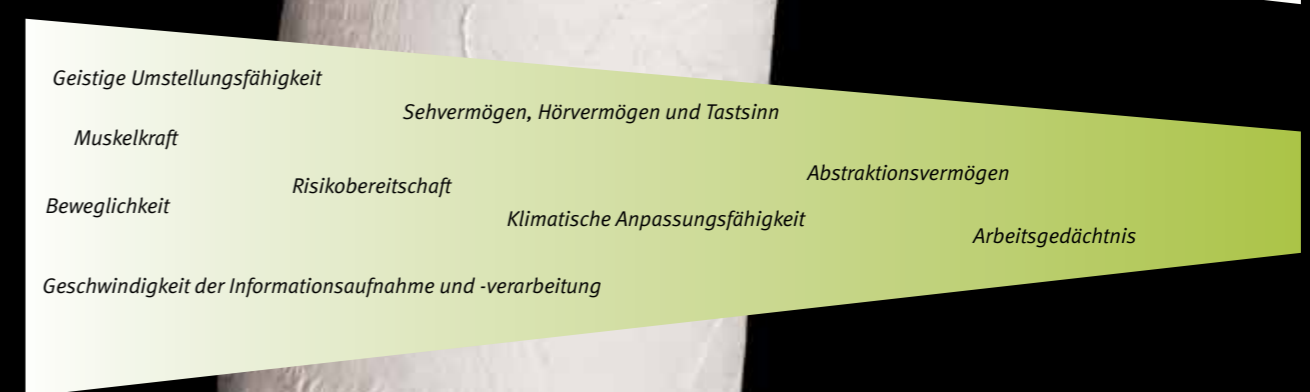 Geistige Umstellungsfähigkeit
Sehvermögen, Hörvermögen und Tastsinn
Muskelkraft
Abstraktionsvermögen
Risikobereitschaft
Beweglichkeit
Klimatische Anpassungsfähigkeit
Arbeitsgedächtnis
Geschwindigkeit der Informationsaufnahme und -verarbeitung